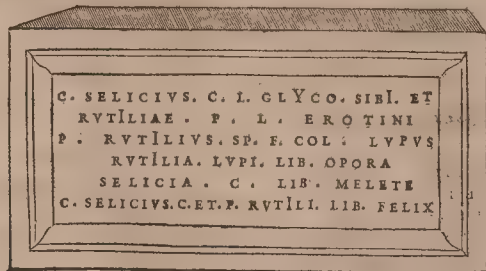 C. SELICIVS. C. L. GLYCO. SIBI. ET
RVTILIAE. P. L. EROTINI
P. RVTILIVS. SP. F. COL. LVPVS
RVTILIA. LVPI. LIB. OPORA
SELICIA. C. LIB. MELETE
C. SELICIVS. C. ET. P. RVTILI. LIB. FELIX